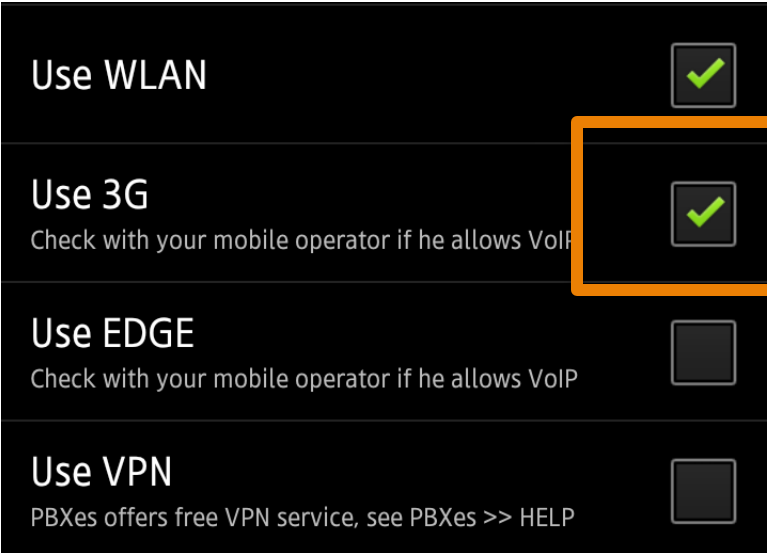 Use WLAN
Use 3G
Check with your mobile operator if he allows VoIP
Use EDGE
Check with your mobile operator if he allows VoIP
Use VPN
PBXes offers free VPN service, see PBXes >> HELP